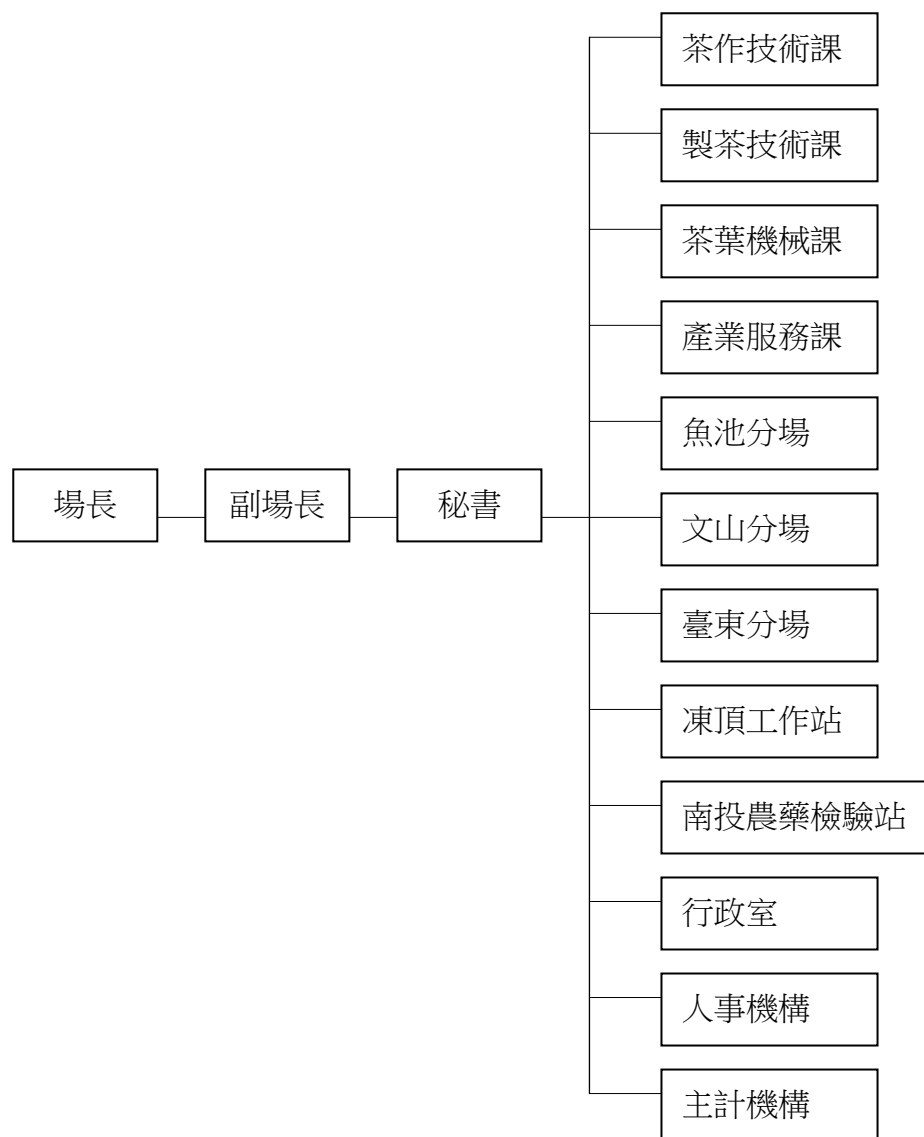 場長
副場長
秘書
茶作技術課
製茶技術課
茶葉機械課
產業服務課
魚池分場
文山分場
臺東分場
凍頂工作站
南投農藥檢驗站
行政室
人事機構
主計機構